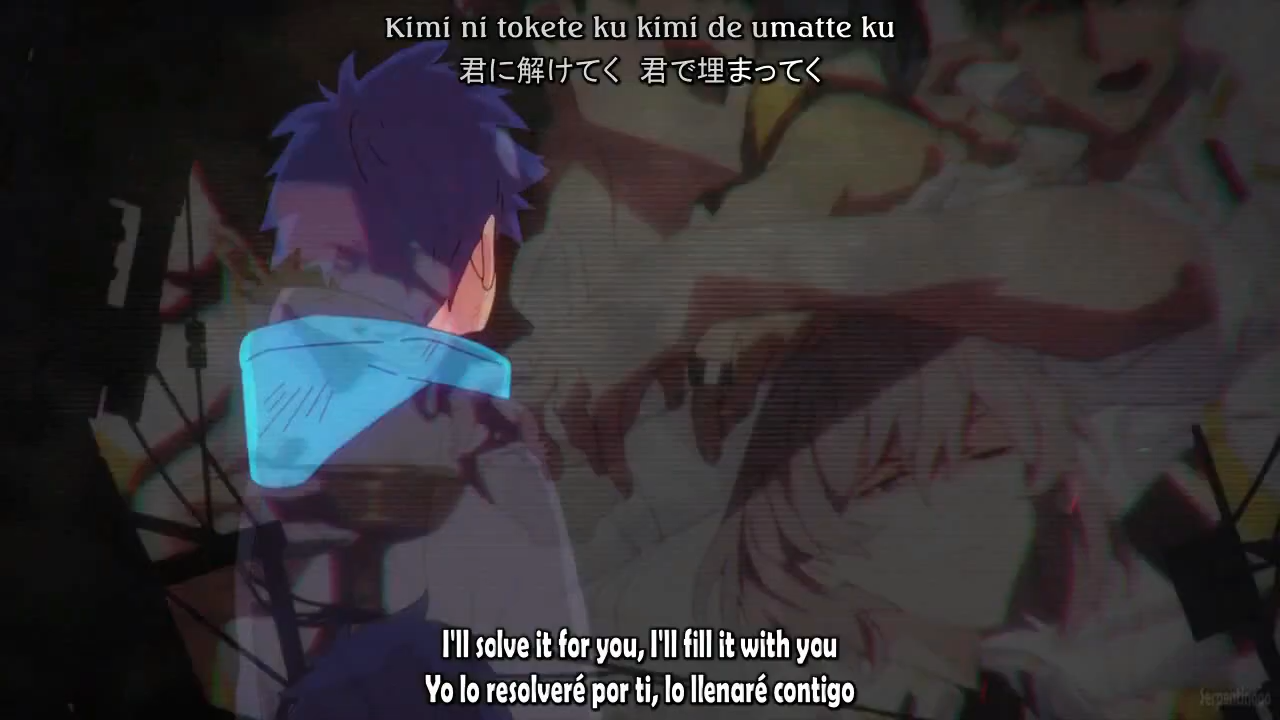 Kimi ni tokete ku kimi de umatte ku
君に解けてく 君で埋まってく
I'll solve it for you, I'll fill it with you
Yo lo resolveré por ti, lo llenaré contigo